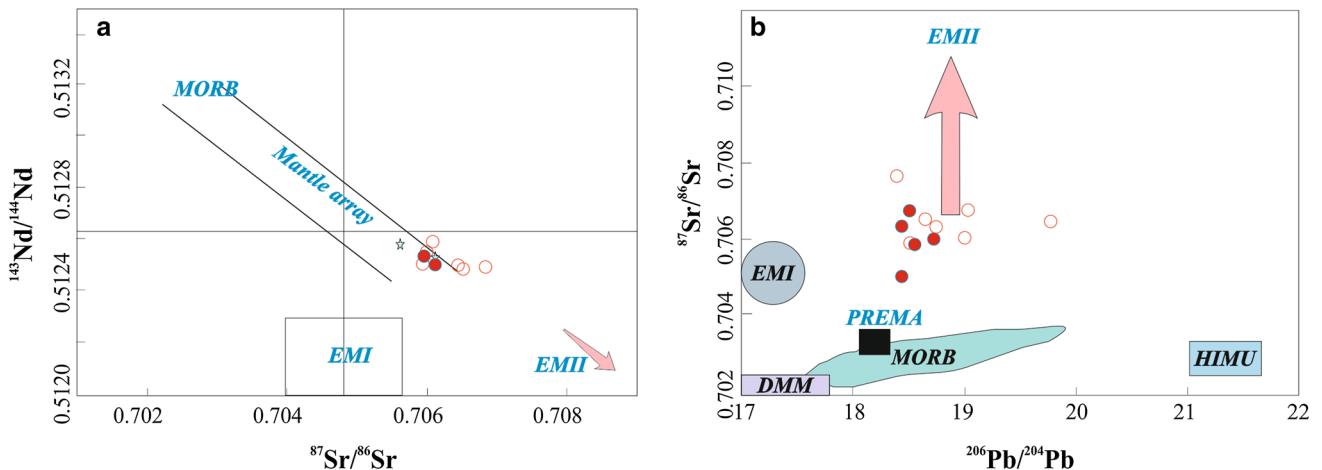 a
MORB
Mantle array
EMI
EMII
0.5132
0.5128
0.5124
0.5120
143Nd/144Nd
0.702
0.704
0.706
0.708
87Sr/86Sr
b
EMII
EMI
PREMA
MORB
DMM
HIMU
0.710
0.708
0.706
0.704
0.702
87Sr/86Sr
17
18
19
20
21
22
206Pb/204Pb